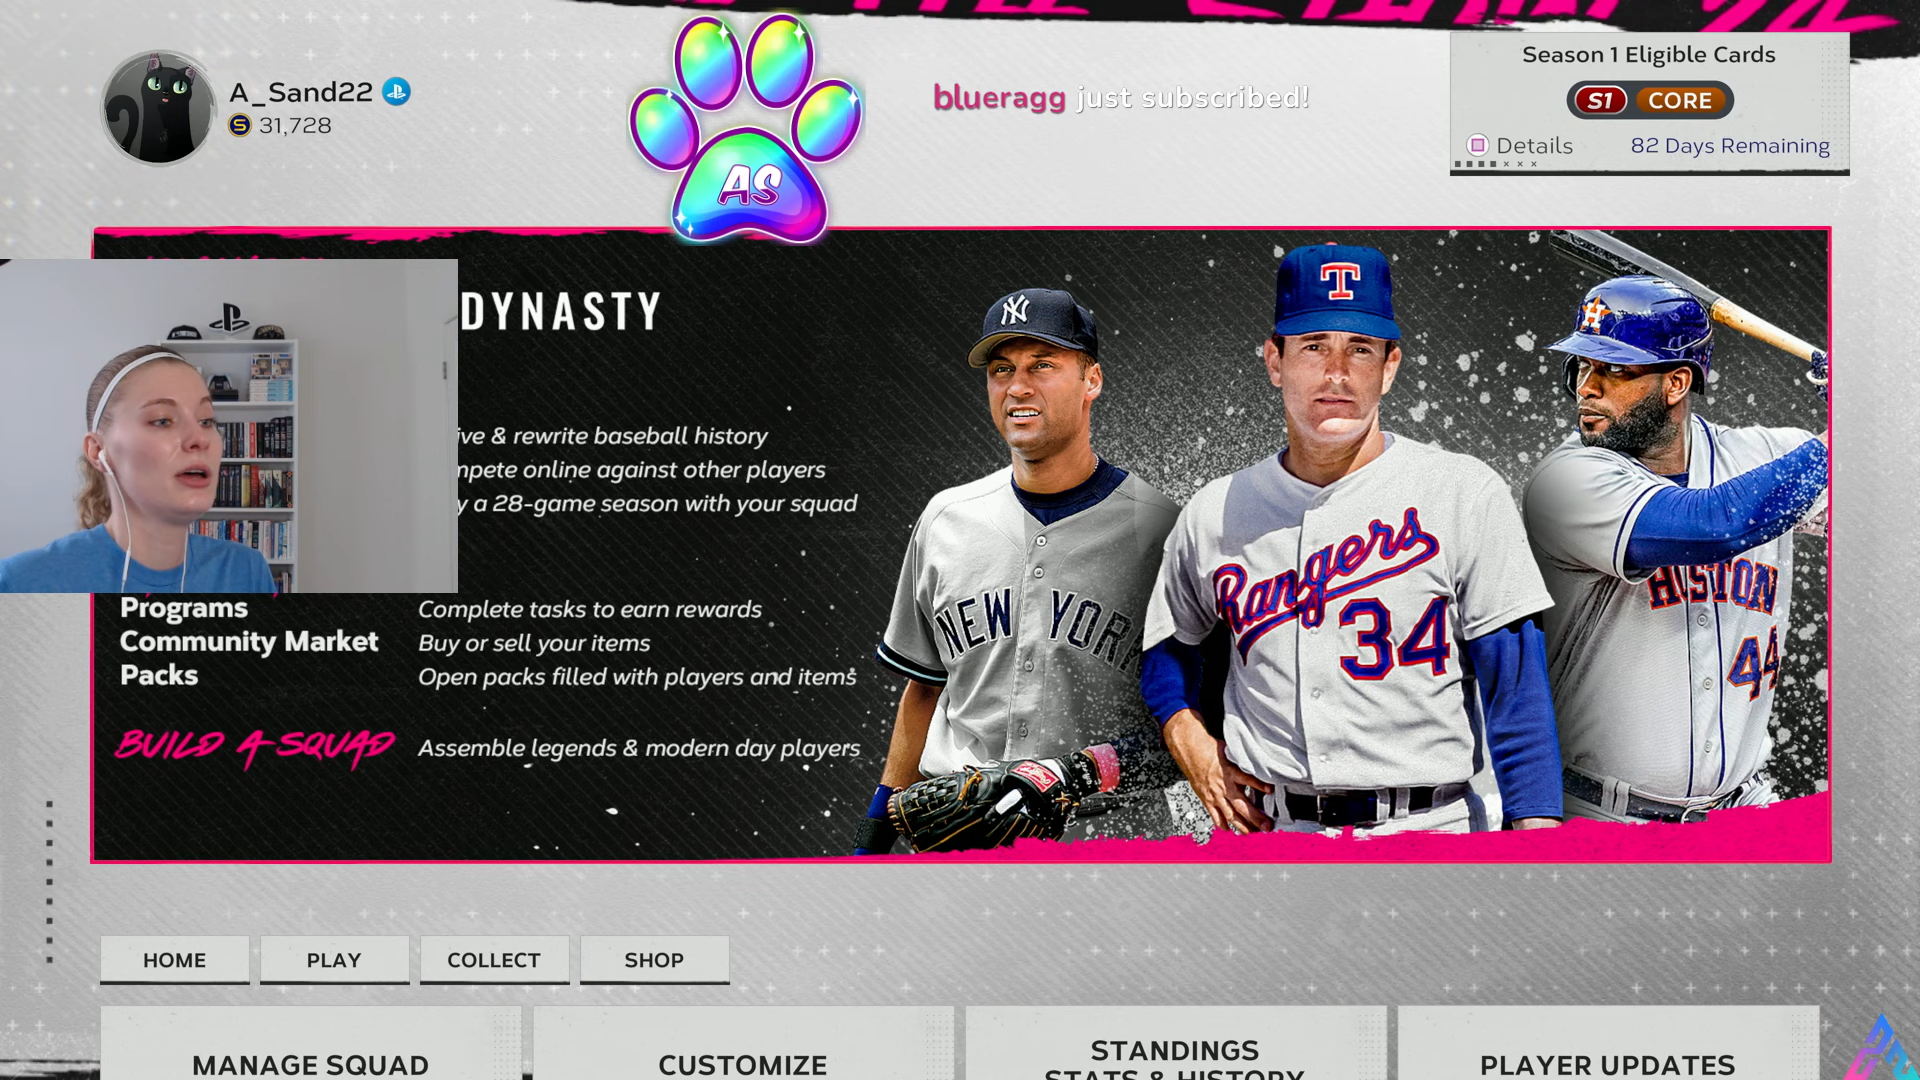 A_Sand22
S 31,728
AS
blueragg just subscribed!
Season 1 Eligible Cards
S1 CORE
Details 82 Days Remaining
DYNASTY
ive & rewrite baseball history
mpete online against other players
y a 28-game season with your squad
Programs Complete tasks to earn rewards
Community Market Buy or sell your items
Packs Open packs filled with players and items
BUILD A SQUAD Assemble legends & modern day players
NY
T
H
NEW YORK
Rangers
34
HOUSTON
44
HOME PLAY COLLECT SHOP
MANAGE SQUAD
CUSTOMIZE
STANDINGS
STATS & HISTORY
PLAYER UPDATES